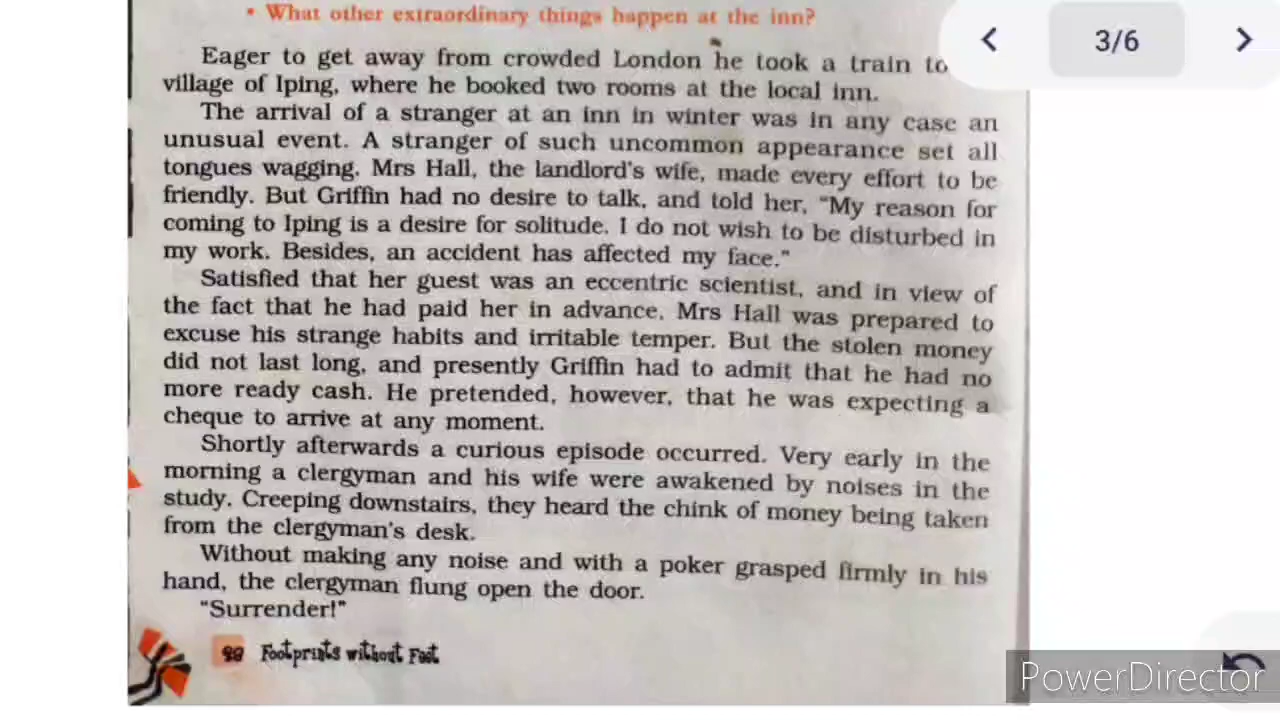 • What other extraordinary things happen at the inn?
3/6
Eager to get away from crowded London he took a train to
village of Iping, where he booked two rooms at the local inn.
The arrival of a stranger at an inn in winter was in any case an
unusual event. A stranger of such uncommon appearance set all
tongues wagging. Mrs Hall, the landlord's wife, made every effort to be
friendly. But Griffin had no desire to talk, and told her, “My reason for
coming to Iping is a desire for solitude. I do not wish to be disturbed in
my work. Besides, an accident has affected my face.”
Satisfied that her guest was an eccentric scientist, and in view of
the fact that he had paid her in advance, Mrs Hall was prepared to
excuse his strange habits and irritable temper. But the stolen money
did not last long, and presently Griffin had to admit that he had no
more ready cash. He pretended, however, that he was expecting a
cheque to arrive at any moment.
Shortly afterwards a curious episode occurred. Very early in the
morning a clergyman and his wife were awakened by noises in the
study. Creeping downstairs, they heard the chink of money being taken
from the clergyman's desk.
Without making any noise and with a poker grasped firmly in his
hand, the clergyman flung open the door.
“Surrender!”
Footprints without Feet
PowerDirector